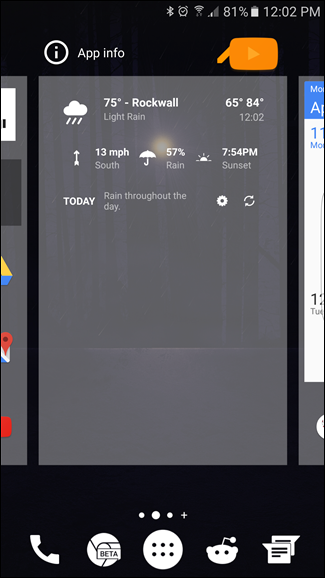 81% 12:02 PM
App info
75° - Rockwall 65° 84°
Light Rain 12:02
13 mph 57% 7:54PM
South Rain Sunset
TODAY Rain throughout the
day.
Mo
Ap
11
Mo
12
Tu
+
BETA